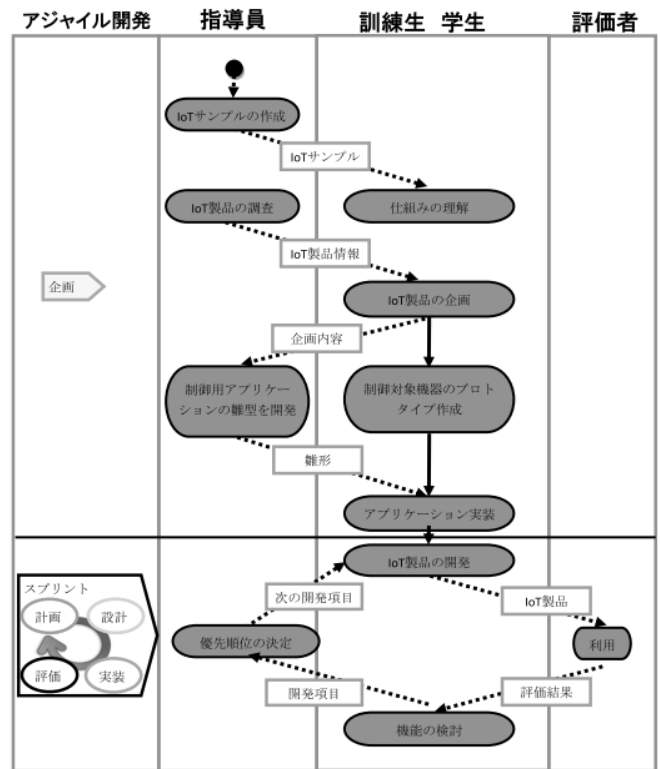 アジャイル開発
指導員
訓練生 学生
評価者
IoTサンプルの作成
IoTサンプル
IoT製品の調査
仕組みの理解
IoT製品情報
企画
IoT製品の企画
企画内容
制御用アプリケー
ションの雛型を開発
制御対象機器のプロト
タイプ作成
雛形
アプリケーション実装
IoT製品の開発
スプリント
計画
設計
評価
実装
次の開発項目
IoT製品
優先順位の決定
利用
開発項目
評価結果
機能の検討